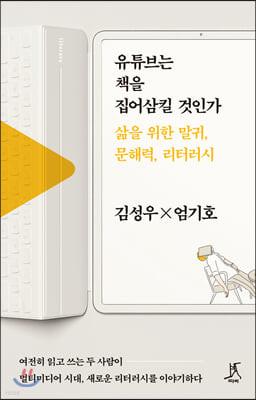 유튜브는
책을
집어삼킬 것인가
삶을 위한 말귀,
문해력, 리터러시
김성우×엄기호
여전히 읽고 쓰는 두 사람이
멀티미디어 시대, 새로운 리터러시를 이야기하다